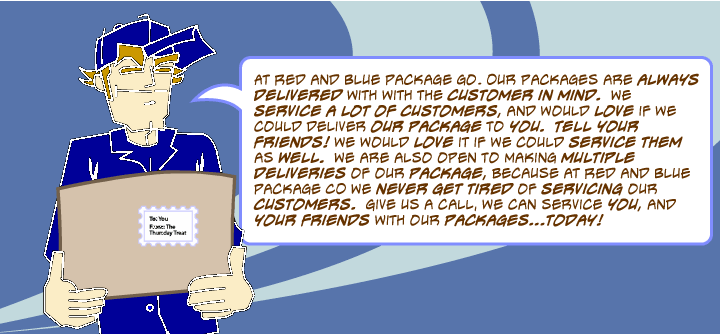 AT RED AND BLUE PACKAGE GO. OUR PACKAGES ARE ALWAYS
DELIVERED WITH WITH THE CUSTOMER IN MIND. WE
SERVICE A LOT OF CUSTOMERS, AND WOULD LOVE IF WE
COULD DELIVER OUR PACKAGE TO YOU. TELL YOUR
FRIENDS! WE WOULD LOVE IT IF WE COULD SERVICE THEM
AS WELL. WE ARE ALSO OPEN TO MAKING MULTIPLE
DELIVERIES OF OUR PACKAGE, BECAUSE AT RED AND BLUE
PACKAGE CO WE NEVER GET TIRED OF SERVICING OUR
CUSTOMERS. GIVE US A CALL, WE CAN SERVICE YOU, AND
YOUR FRIENDS WITH OUR PACKAGES...TODAY!
To: You
From: The
Thursday Treat